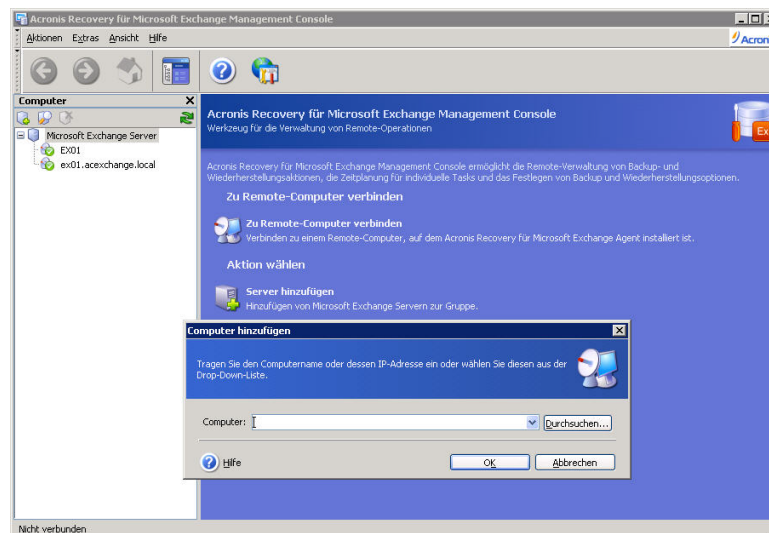 Acronis Recovery für Microsoft Exchange Management Console
Aktionen Extras Ansicht Hilfe
Acron
Computer
Microsoft Exchange Server
EX01
ex01.acexchange.local
Acronis Recovery für Microsoft Exchange Management Console
Werkzeug für die Verwaltung von Remote-Operationen
Ex
Acronis Recovery für Microsoft Exchange Management Console ermöglicht die Remote-Verwaltung von Backup- und
Wiederherstellungsaktionen, die Zeitplanung für individuelle Tasks und das Festlegen von Backup und Wiederherstellungsoptionen.
Zu Remote-Computer verbinden
Zu Remote-Computer verbinden
Verbinden zu einem Remote-Computer, auf dem Acronis Recovery für Microsoft Exchange Agent installiert ist.
Aktion wählen
Server hinzufügen
Hinzufügen von Microsoft Exchange Servern zur Gruppe.
Computer hinzufügen
Tragen Sie den Computername oder dessen IP-Adresse ein oder wählen Sie diesen aus der
Drop-Down-Liste.
Computer:
Durchsuchen...
Hilfe
OK
Abbrechen
Nicht verbunden